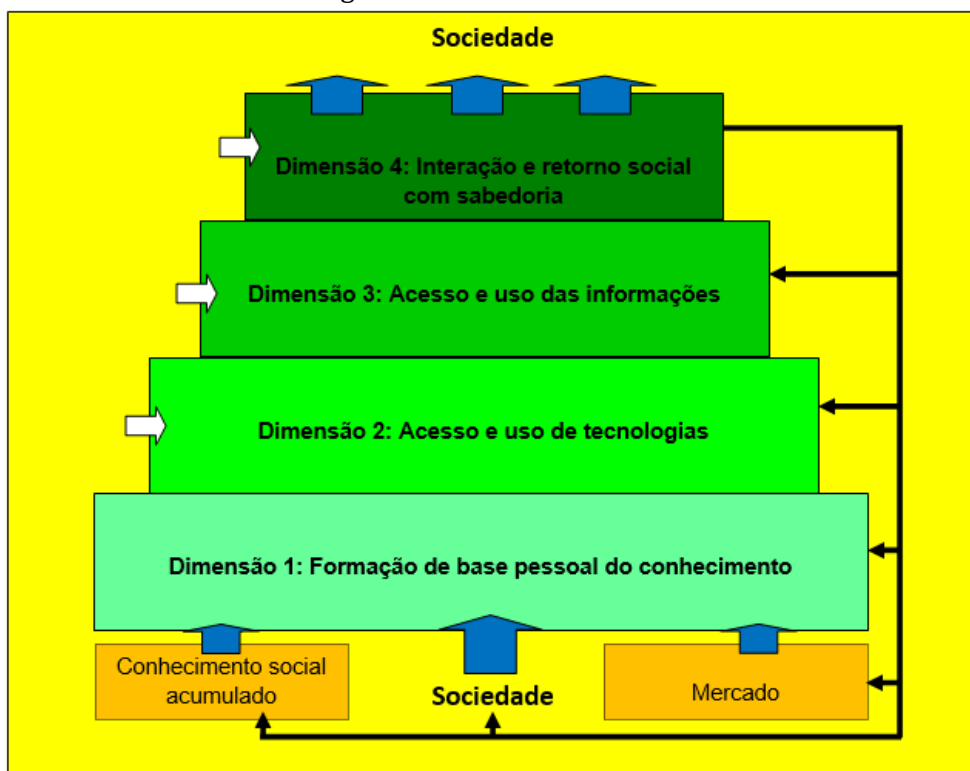 Sociedade
Dimensão 4: Interação e retorno social
com sabedoria
Dimensão 3: Acesso e uso das informações
Dimensão 2: Acesso e uso de tecnologias
Dimensão 1: Formação de base pessoal do conhecimento
Conhecimento social
acumulado
Sociedade
Mercado